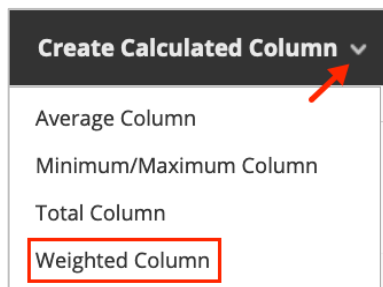 Create Calculated Column
Average Column
Minimum/Maximum Column
Total Column
Weighted Column